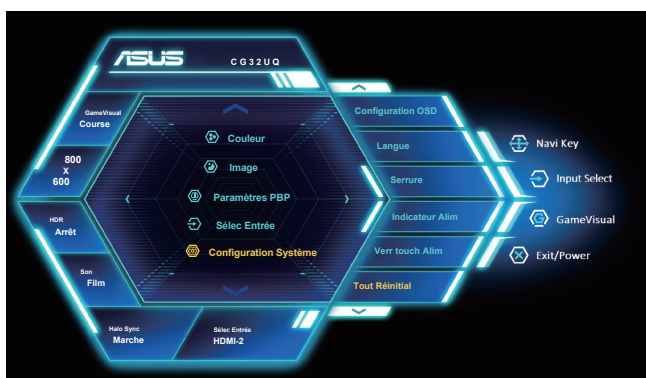 ASUS
CG32UQ
GameVisual
Course
800
X
600
HDR
Arrêt
Son
Film
Halo Sync
Marche
Sélec Entrée
HDMI-2
Couleur
Image
Paramètres PBP
Sélec Entrée
Configuration Système
Configuration OSD
Langue
Serrure
Indicateur Alim
Verr touch Alim
Tout Réinitial
Navi Key
Input Select
GameVisual
Exit/Power